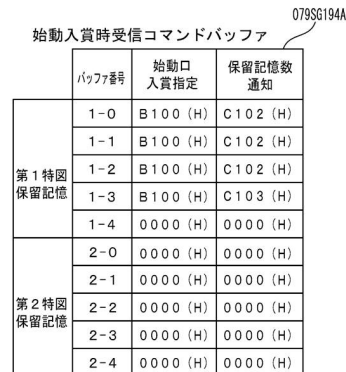 079SG194A
始動入賞時受信コマンドバッファ
バッファ番号 始動口入賞指定 保留記憶数通知
第1特図保留記憶
1-0 B100(H) C102(H)
1-1 B100(H) C102(H)
1-2 B100(H) C102(H)
1-3 B100(H) C103(H)
1-4 0000(H) 0000(H)
第2特図保留記憶
2-0 0000(H) 0000(H)
2-1 0000(H) 0000(H)
2-2 0000(H) 0000(H)
2-3 0000(H) 0000(H)
2-4 0000(H) 0000(H)